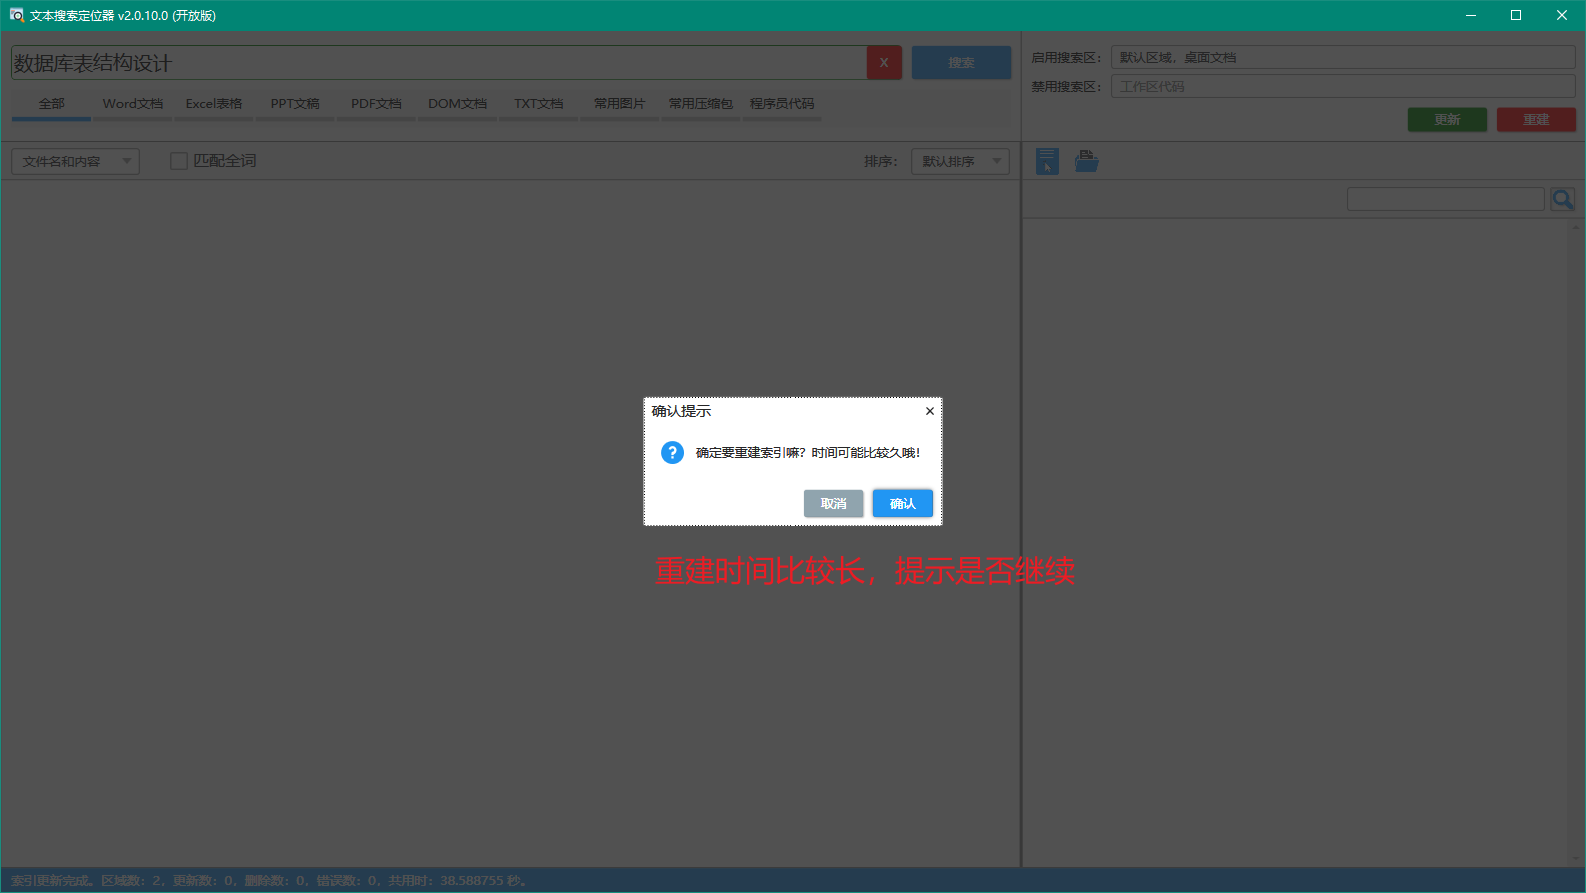 文本搜索定位器 v2.0.10.0 (开放版)
数据库表结构设计
X
搜索
启用搜索区：
默认区域，桌面文档
禁用搜索区：
工作区代码
全部
Word文档
Excel表格
PPT文稿
PDF文档
DOM文档
TXT文档
常用图片
常用压缩包
程序员代码
更新
重建
文件名和内容
匹配全词
排序：
默认排序
确认提示
确定要重建索引嘛？时间可能比较久哦！
取消
确认
重建时间比较长，提示是否继续
索引更新完成。区域数：2，更新数：0，删除数：0，错误数：0，共用时：38.588755 秒。